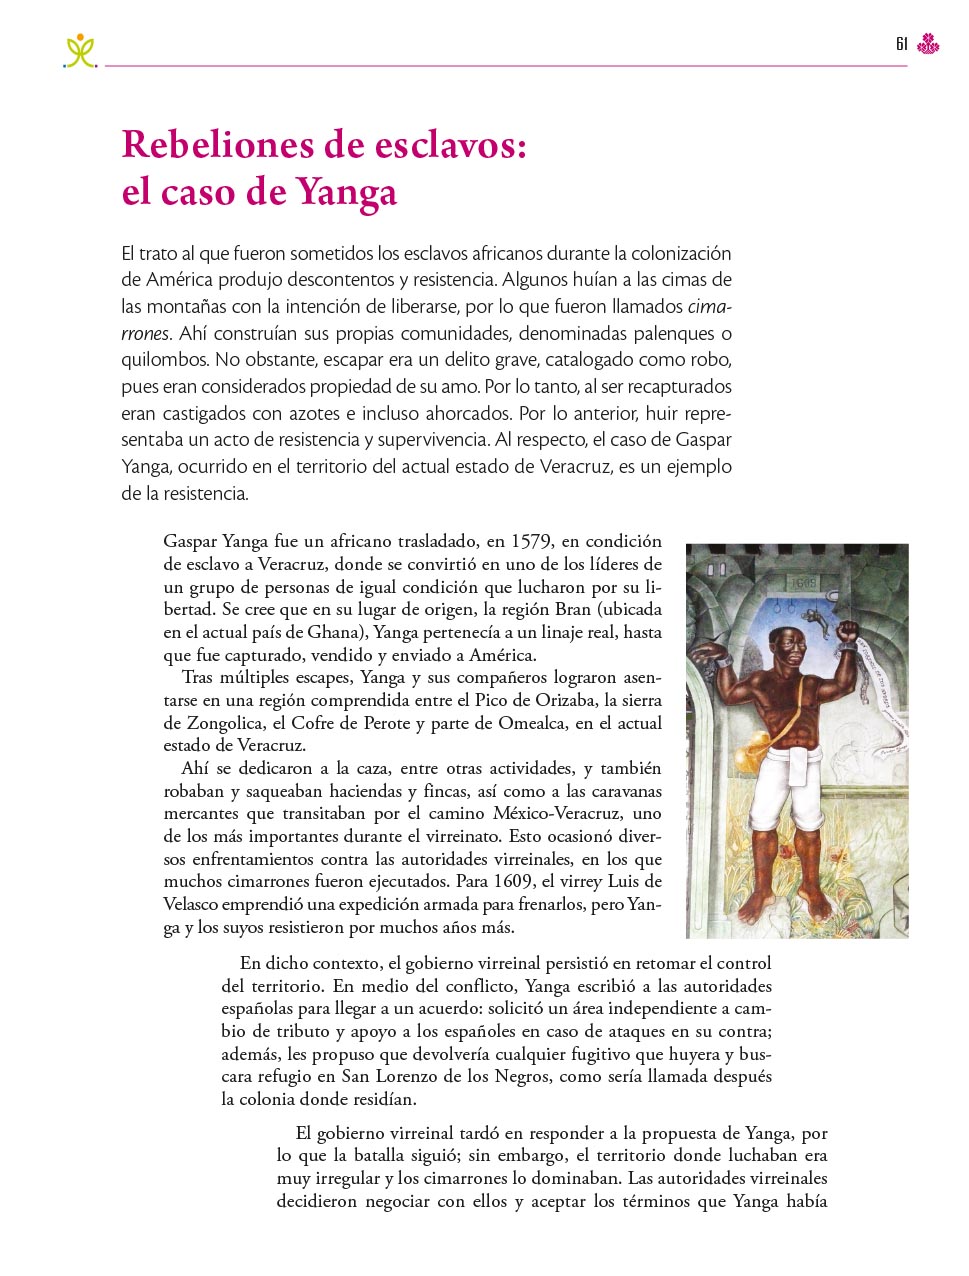 61
Rebeliones de esclavos:
el caso de Yanga
El trato al que fueron sometidos los esclavos africanos durante la colonización
de América produjo descontentos y resistencia. Algunos huían a las cimas de
las montañas con la intención de liberarse, por lo que fueron llamados cima-
rrones. Ahí construían sus propias comunidades, denominadas palenques o
quilombos. No obstante, escapar era un delito grave, catalogado como robo,
pues eran considerados propiedad de su amo. Por lo tanto, al ser recapturados
eran castigados con azotes e incluso ahorcados. Por lo anterior, huir repre-
sentaba un acto de resistencia y supervivencia. Al respecto, el caso de Gaspar
Yanga, ocurrido en el territorio del actual estado de Veracruz, es un ejemplo
de la resistencia.
Gaspar Yanga fue un africano trasladado, en 1579, en condición
de esclavo a Veracruz, donde se convirtió en uno de los líderes de
un grupo de personas de igual condición que lucharon por su li-
bertad. Se cree que en su lugar de origen, la región Bran (ubicada
en el actual país de Ghana), Yanga pertenecía a un linaje real, hasta
que fue capturado, vendido y enviado a América.
Tras múltiples escapes, Yanga y sus compañeros lograron asen-
tarse en una región comprendida entre el Pico de Orizaba, la sierra
de Zongolica, el Cofre de Perote y parte de Omealca, en el actual
estado de Veracruz.
Ahí se dedicaron a la caza, entre otras actividades, y también
robaban y saqueaban haciendas y fincas, así como a las caravanas
mercantes que transitaban por el camino México-Veracruz, uno
de los más importantes durante el virreinato. Esto ocasionó diver-
sos enfrentamientos contra las autoridades virreinales, en los que
muchos cimarrones fueron ejecutados. Para 1609, el virrey Luis de
Velasco emprendió una expedición armada para frenarlos, pero Yan-
ga y los suyos resistieron por muchos años más.
1609
En dicho contexto, el gobierno virreinal persistió en retomar el control
del territorio. En medio del conflicto, Yanga escribió a las autoridades
españolas para llegar a un acuerdo: solicitó un área independiente a cam-
bio de tributo y apoyo a los españoles en caso de ataques en su contra;
además, les propuso que devolvería cualquier fugitivo que huyera y bus-
cara refugio en San Lorenzo de los Negros, como sería llamada después
la colonia donde residían.
El gobierno virreinal tardó en responder a la propuesta de Yanga, por
lo que la batalla siguió; sin embargo, el territorio donde luchaban era
muy irregular y los cimarrones lo dominaban. Las autoridades virreinales
decidieron negociar con ellos y aceptar los términos que Yanga había